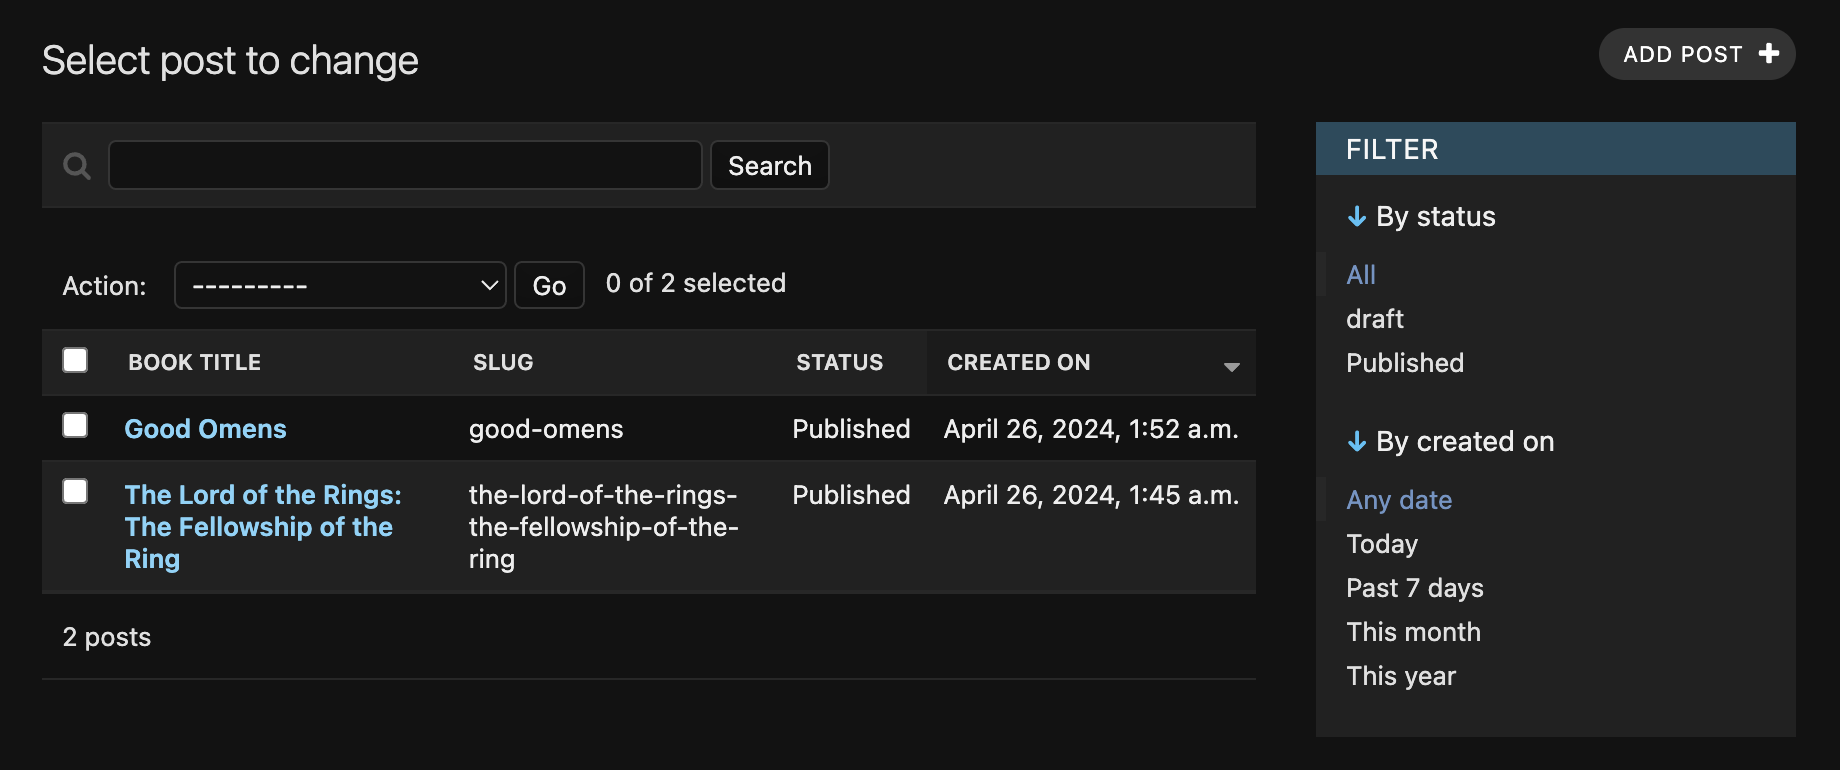 Select post to change
ADD POST
Search
Action: --------- Go 0 of 2 selected
BOOK TITLE SLUG STATUS CREATED ON
Good Omens good-omens Published April 26, 2024, 1:52 a.m.
The Lord of the Rings: the-lord-of-the-rings- Published April 26, 2024, 1:45 a.m.
The Fellowship of the the-fellowship-of-the-
Ring ring
2 posts
FILTER
By status
All
draft
Published
By created on
Any date
Today
Past 7 days
This month
This year